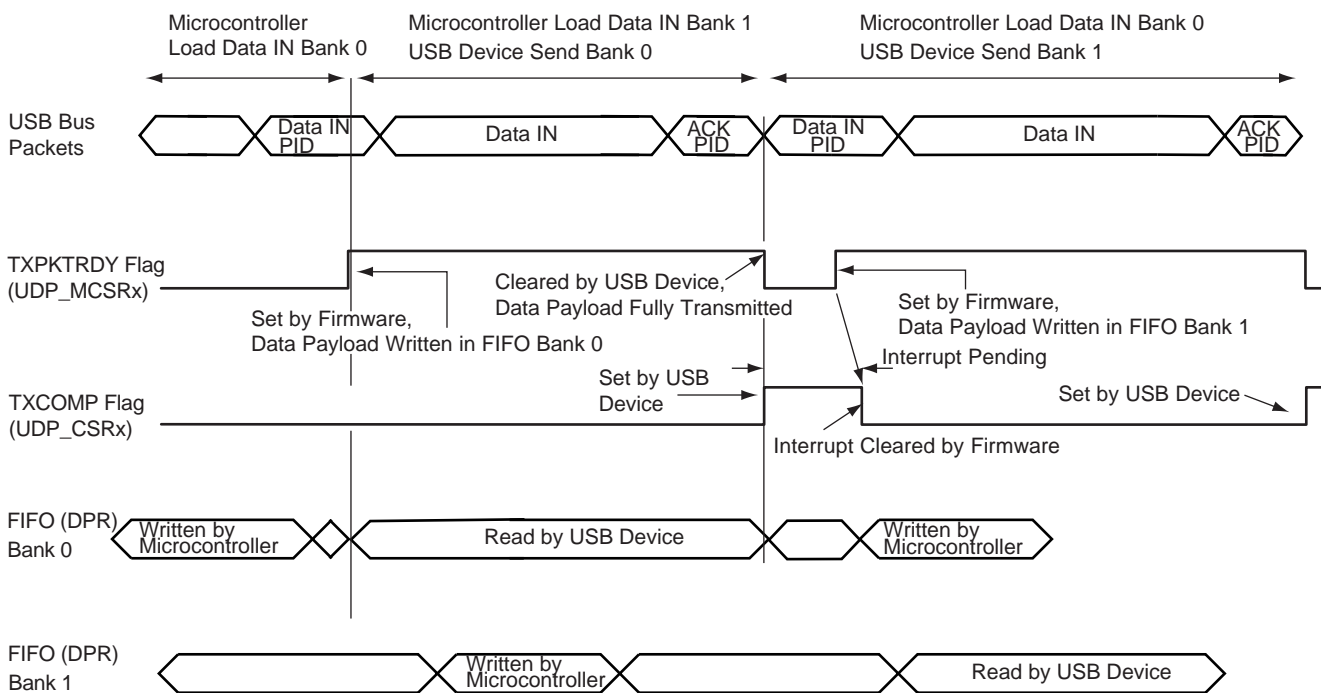 Microcontroller
Load Data IN Bank 0
Microcontroller Load Data IN Bank 1
USB Device Send Bank 0
Microcontroller Load Data IN Bank 0
USB Device Send Bank 1
USB Bus
Packets
Data IN
PID
Data IN
ACK
PID
Data IN
PID
Data IN
ACK
PID
TXPKTRDY Flag
(UDP_MCSRx)
Set by Firmware,
Data Payload Written in FIFO Bank 0
Cleared by USB Device,
Data Payload Fully Transmitted
Set by Firmware,
Data Payload Written in FIFO Bank 1
Interrupt Pending
TXCOMP Flag
(UDP_CSRx)
Set by USB
Device
Set by USB Device
Interrupt Cleared by Firmware
FIFO (DPR)
Bank 0
Written by
Microcontroller
Read by USB Device
Written by
Microcontroller
FIFO (DPR)
Bank 1
Written by
Microcontroller
Read by USB Device